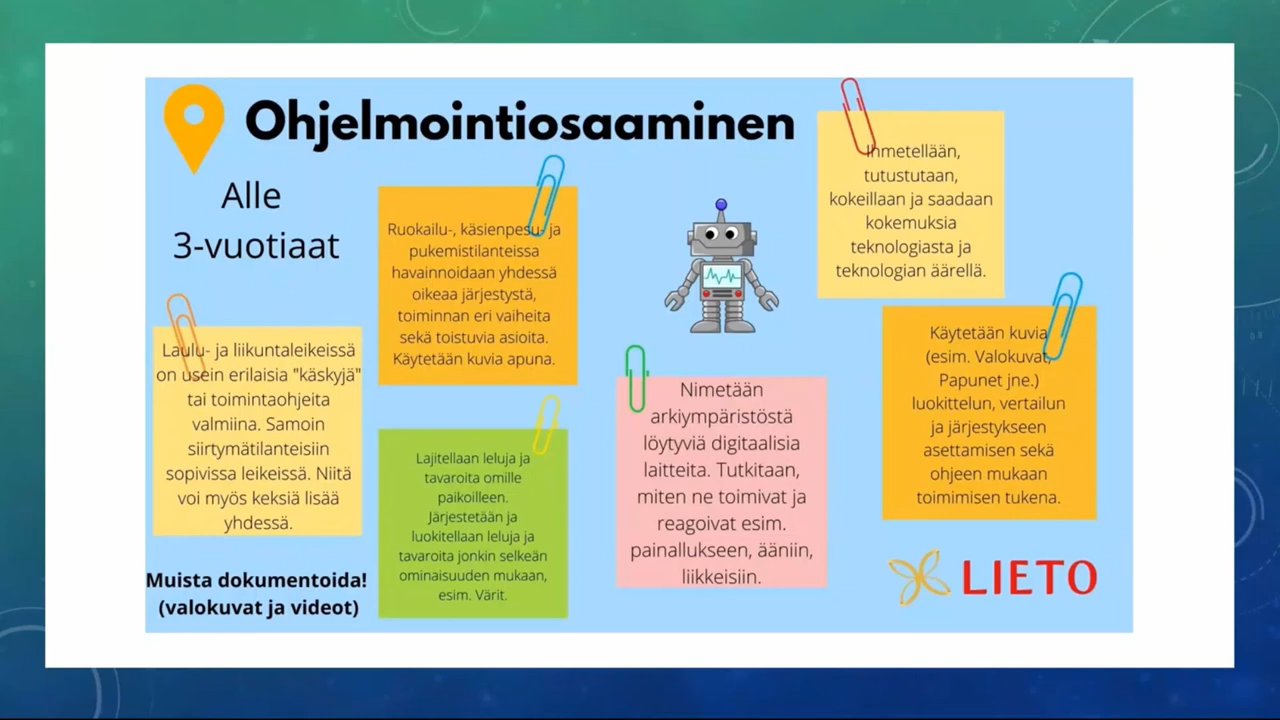 Ohjelmointiosaaminen
Alle
3-vuotiaat
Laulu- ja liikuntaleikeissä
on usein erilaisia "käskyjä"
tai toimintaohjeita
valmiina. Samoin
siirtymätilanteisiin
sopivissa leikeissä. Niitä
voi myös keksiä lisää
yhdessä.
Muista dokumentoida!
(valokuvat ja videot)
Ruokailu-, käsienpesu- ja
pukemistilanteissa
havainnoidaan yhdessä
oikeaa järjestystä,
toiminnan eri vaiheita
sekä toistuvia asioita.
Käytetään kuvia apuna.
Lajitellaan leluja ja
tavaroita omille
paikoilleen.
Järjestetään ja
luokitellaan leluja ja
tavaroita jonkin selkeän
ominaisuuden mukaan,
esim. Värit.
Nimetään
arkiympäristöstä
löytyviä digitaalisia
laitteita. Tutkitaan,
miten ne toimivat ja
reagoivat esim.
painallukseen, ääniin,
liikkeisiin.
Ihmetellään,
tutustutaan,
kokeillaan ja saadaan
kokemuksia
teknologiasta ja
teknologian äärellä.
Käytetään kuvia
(esim. Valokuvat,
Papunet jne.)
luokittelun, vertailun
ja järjestykseen
asettamisen sekä
ohjeen mukaan
toimimisen tukena.
LIETO